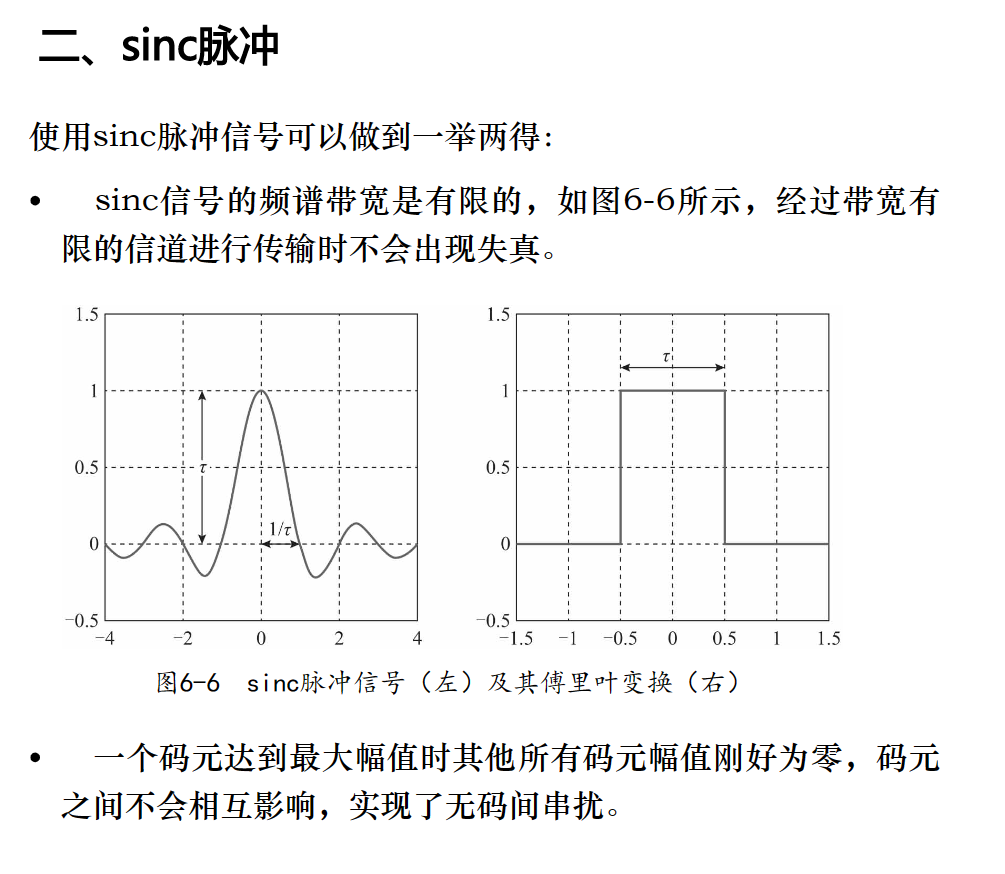 二、sinc脉冲
使用sinc脉冲信号可以做到一举两得：
• sinc信号的频谱带宽是有限的，如图6-6所示，经过带宽有
限的信道进行传输时不会出现失真。
1.5
1
0.5
0
−0.5
τ
1/τ
−4 −2 0 2 4
1.5
1
0.5
0
−0.5
τ
−1.5 −1 −0.5 0 0.5 1 1.5
图6-6 sinc脉冲信号（左）及其傅里叶变换（右）
• 一个码元达到最大幅值时其他所有码元幅值刚好为零，码元
之间不会相互影响，实现了无码间串扰。